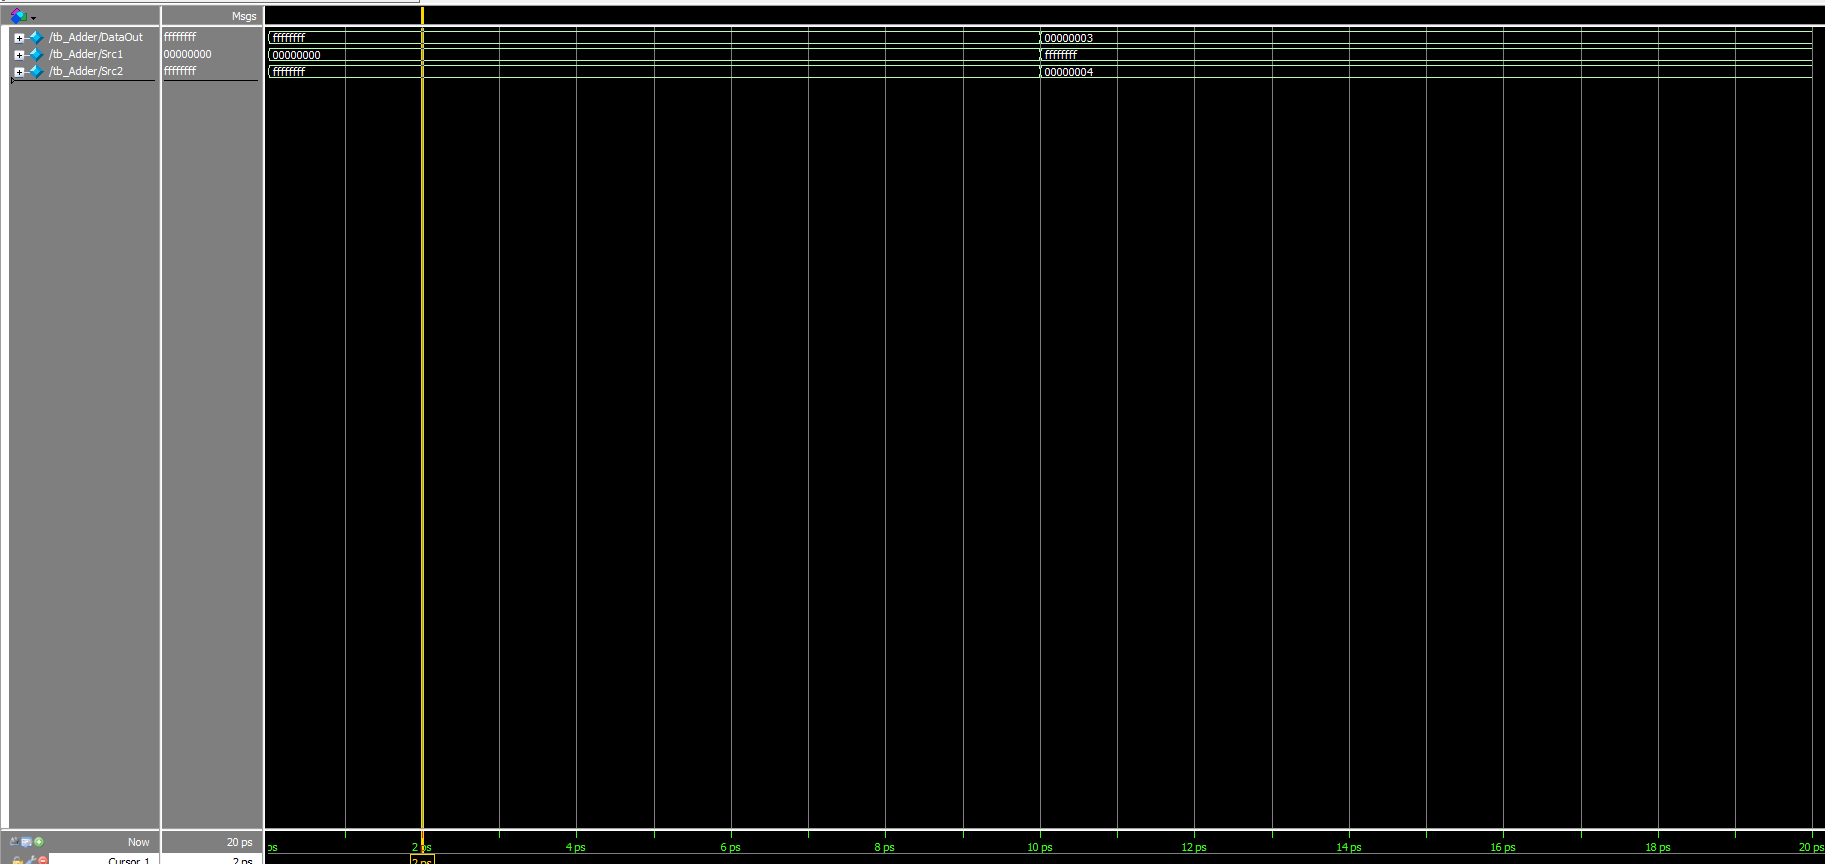 Msgs
/tb_Adder/DataOut ffffffff ffffffff 00000003
/tb_Adder/Src1 00000000 00000000 ffffffff
/tb_Adder/Src2 ffffffff ffffffff 00000004
Now 20 ps ps 2 ps 4 ps 6 ps 8 ps 10 ps 12 ps 14 ps 16 ps 18 ps 20 ps
Cursor 1 2 ps 2 ps